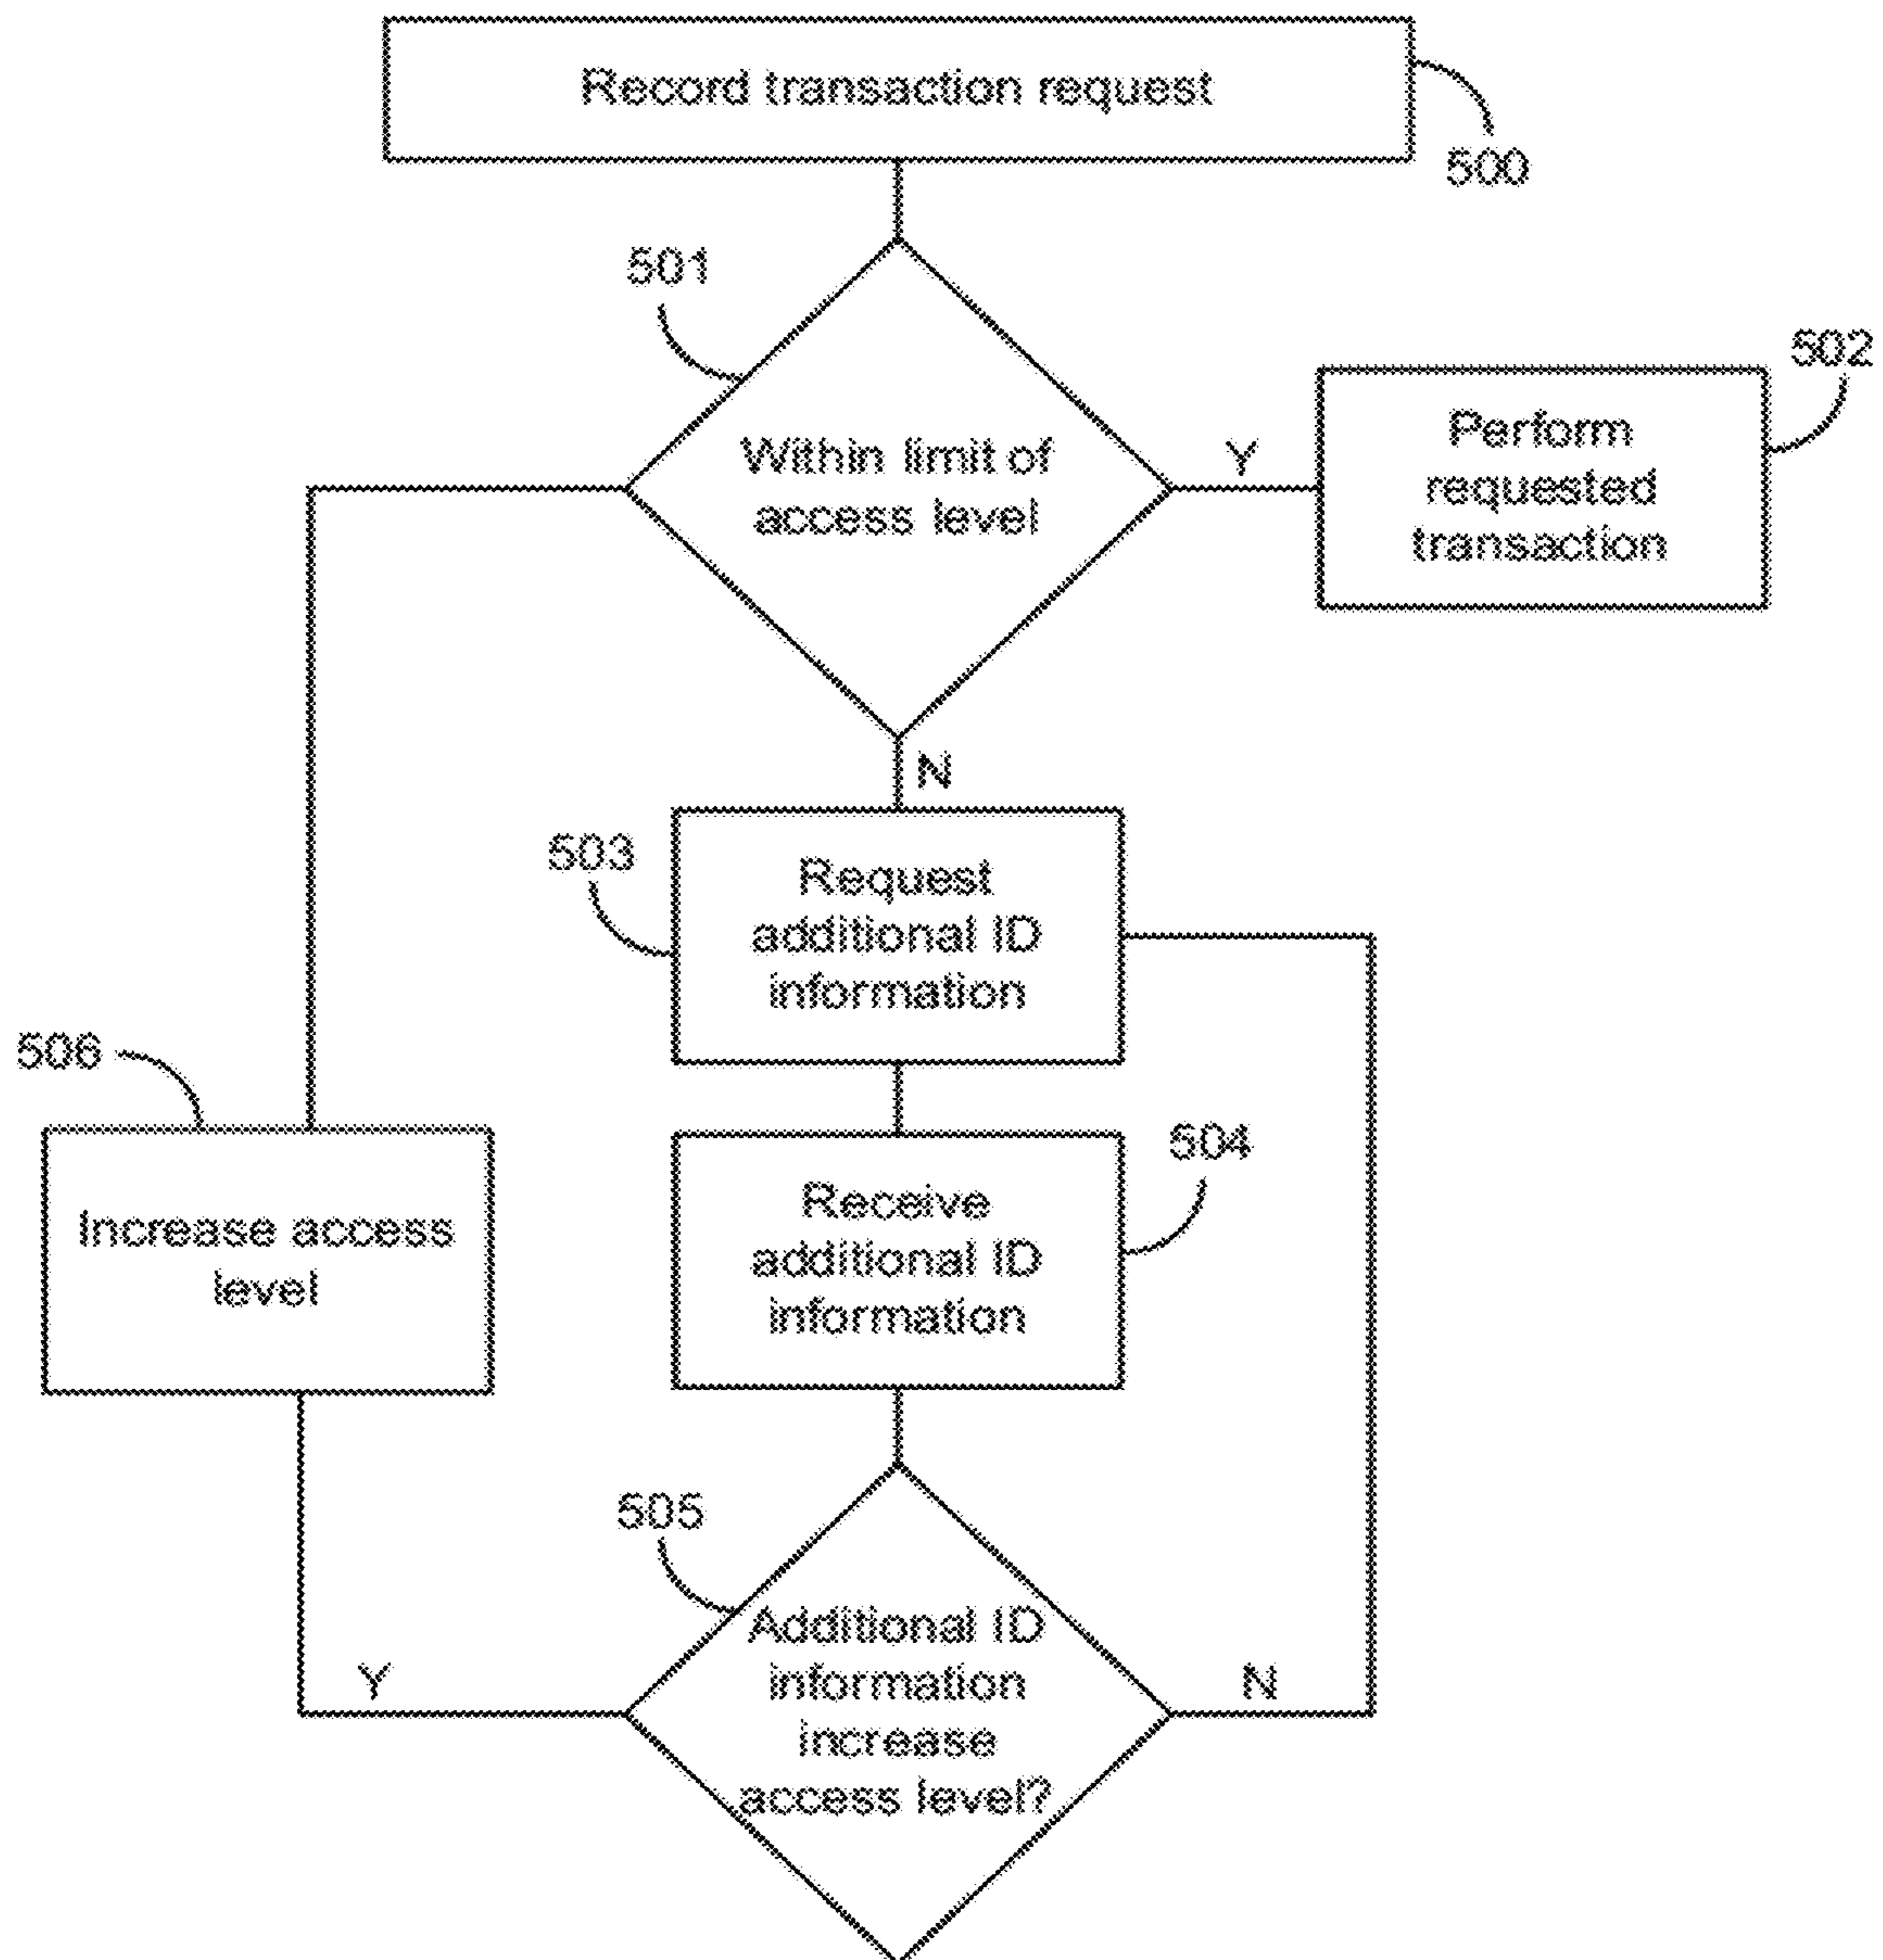 Record transaction request
500
501
Within limit of
access level
Y
502
Perform
requested
transaction
N
503
Request
additional ID
information
506
Increase access
level
504
Receive
additional ID
information
505
Additional ID
information
increase
access level?
Y
N